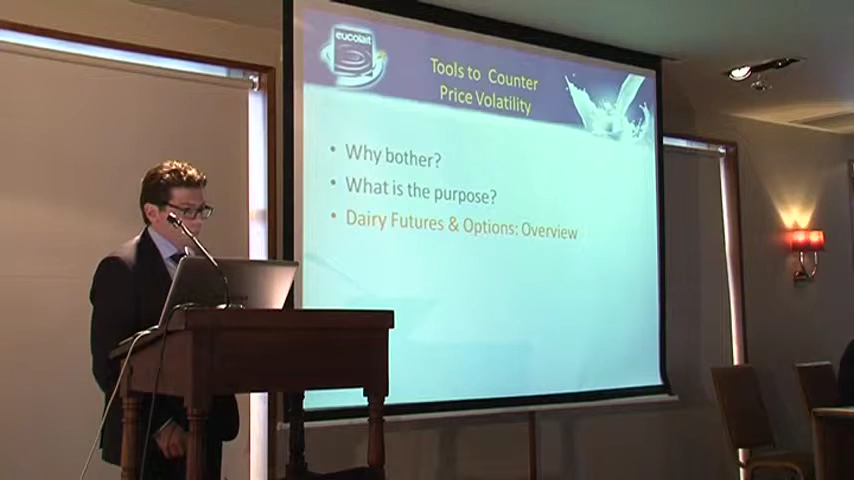 eucolait
Tools to Counter
Price Volatility
• Why bother?
• What is the purpose?
• Dairy Futures & Options: Overview